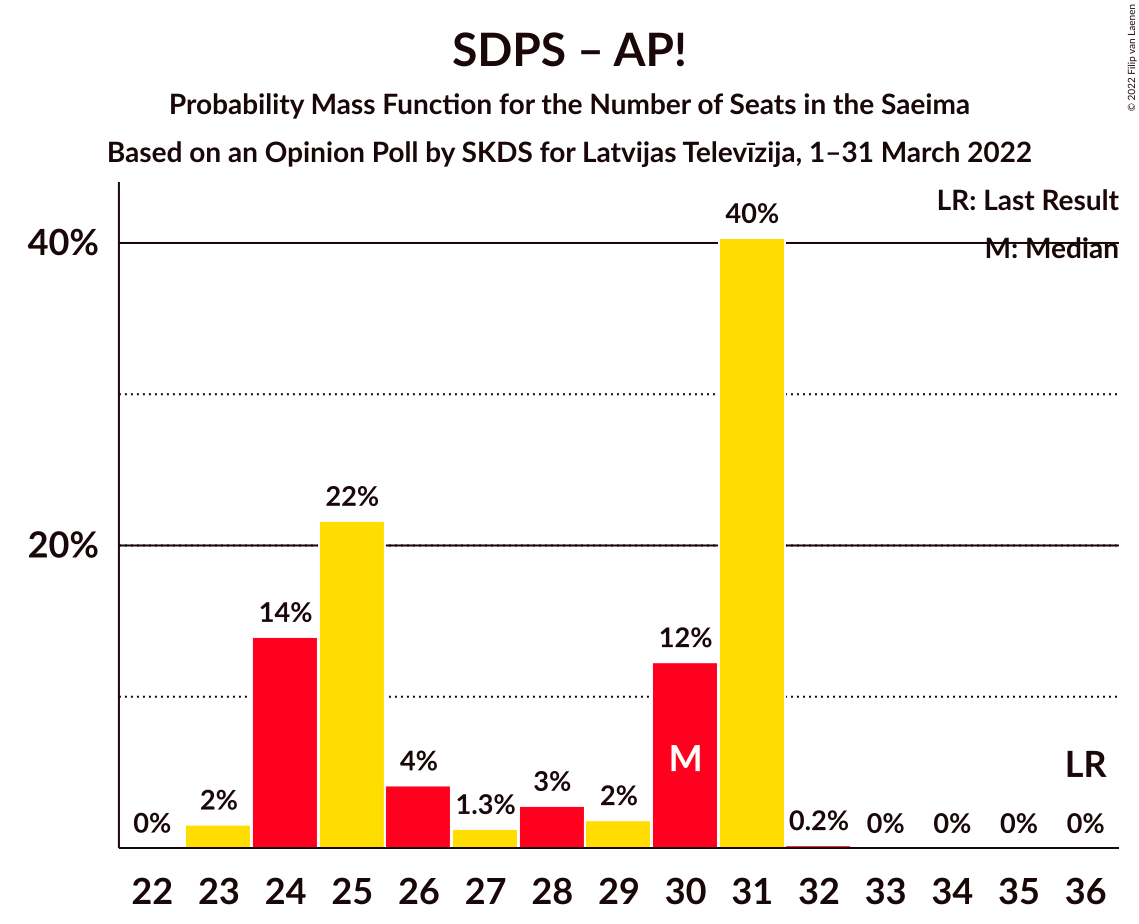 SDPS – AP!
Probability Mass Function for the Number of Seats in the Saeima
Based on an Opinion Poll by SKDS for Latvijas Televīzija, 1–31 March 2022
© 2022 Filip van Laenen
LR: Last Result
M: Median
40%
20%
0%
2%
14%
22%
4%
1.3%
3%
2%
12%
40%
0.2%
0%
0%
0%
0%
M
LR
22 23 24 25 26 27 28 29 30 31 32 33 34 35 36